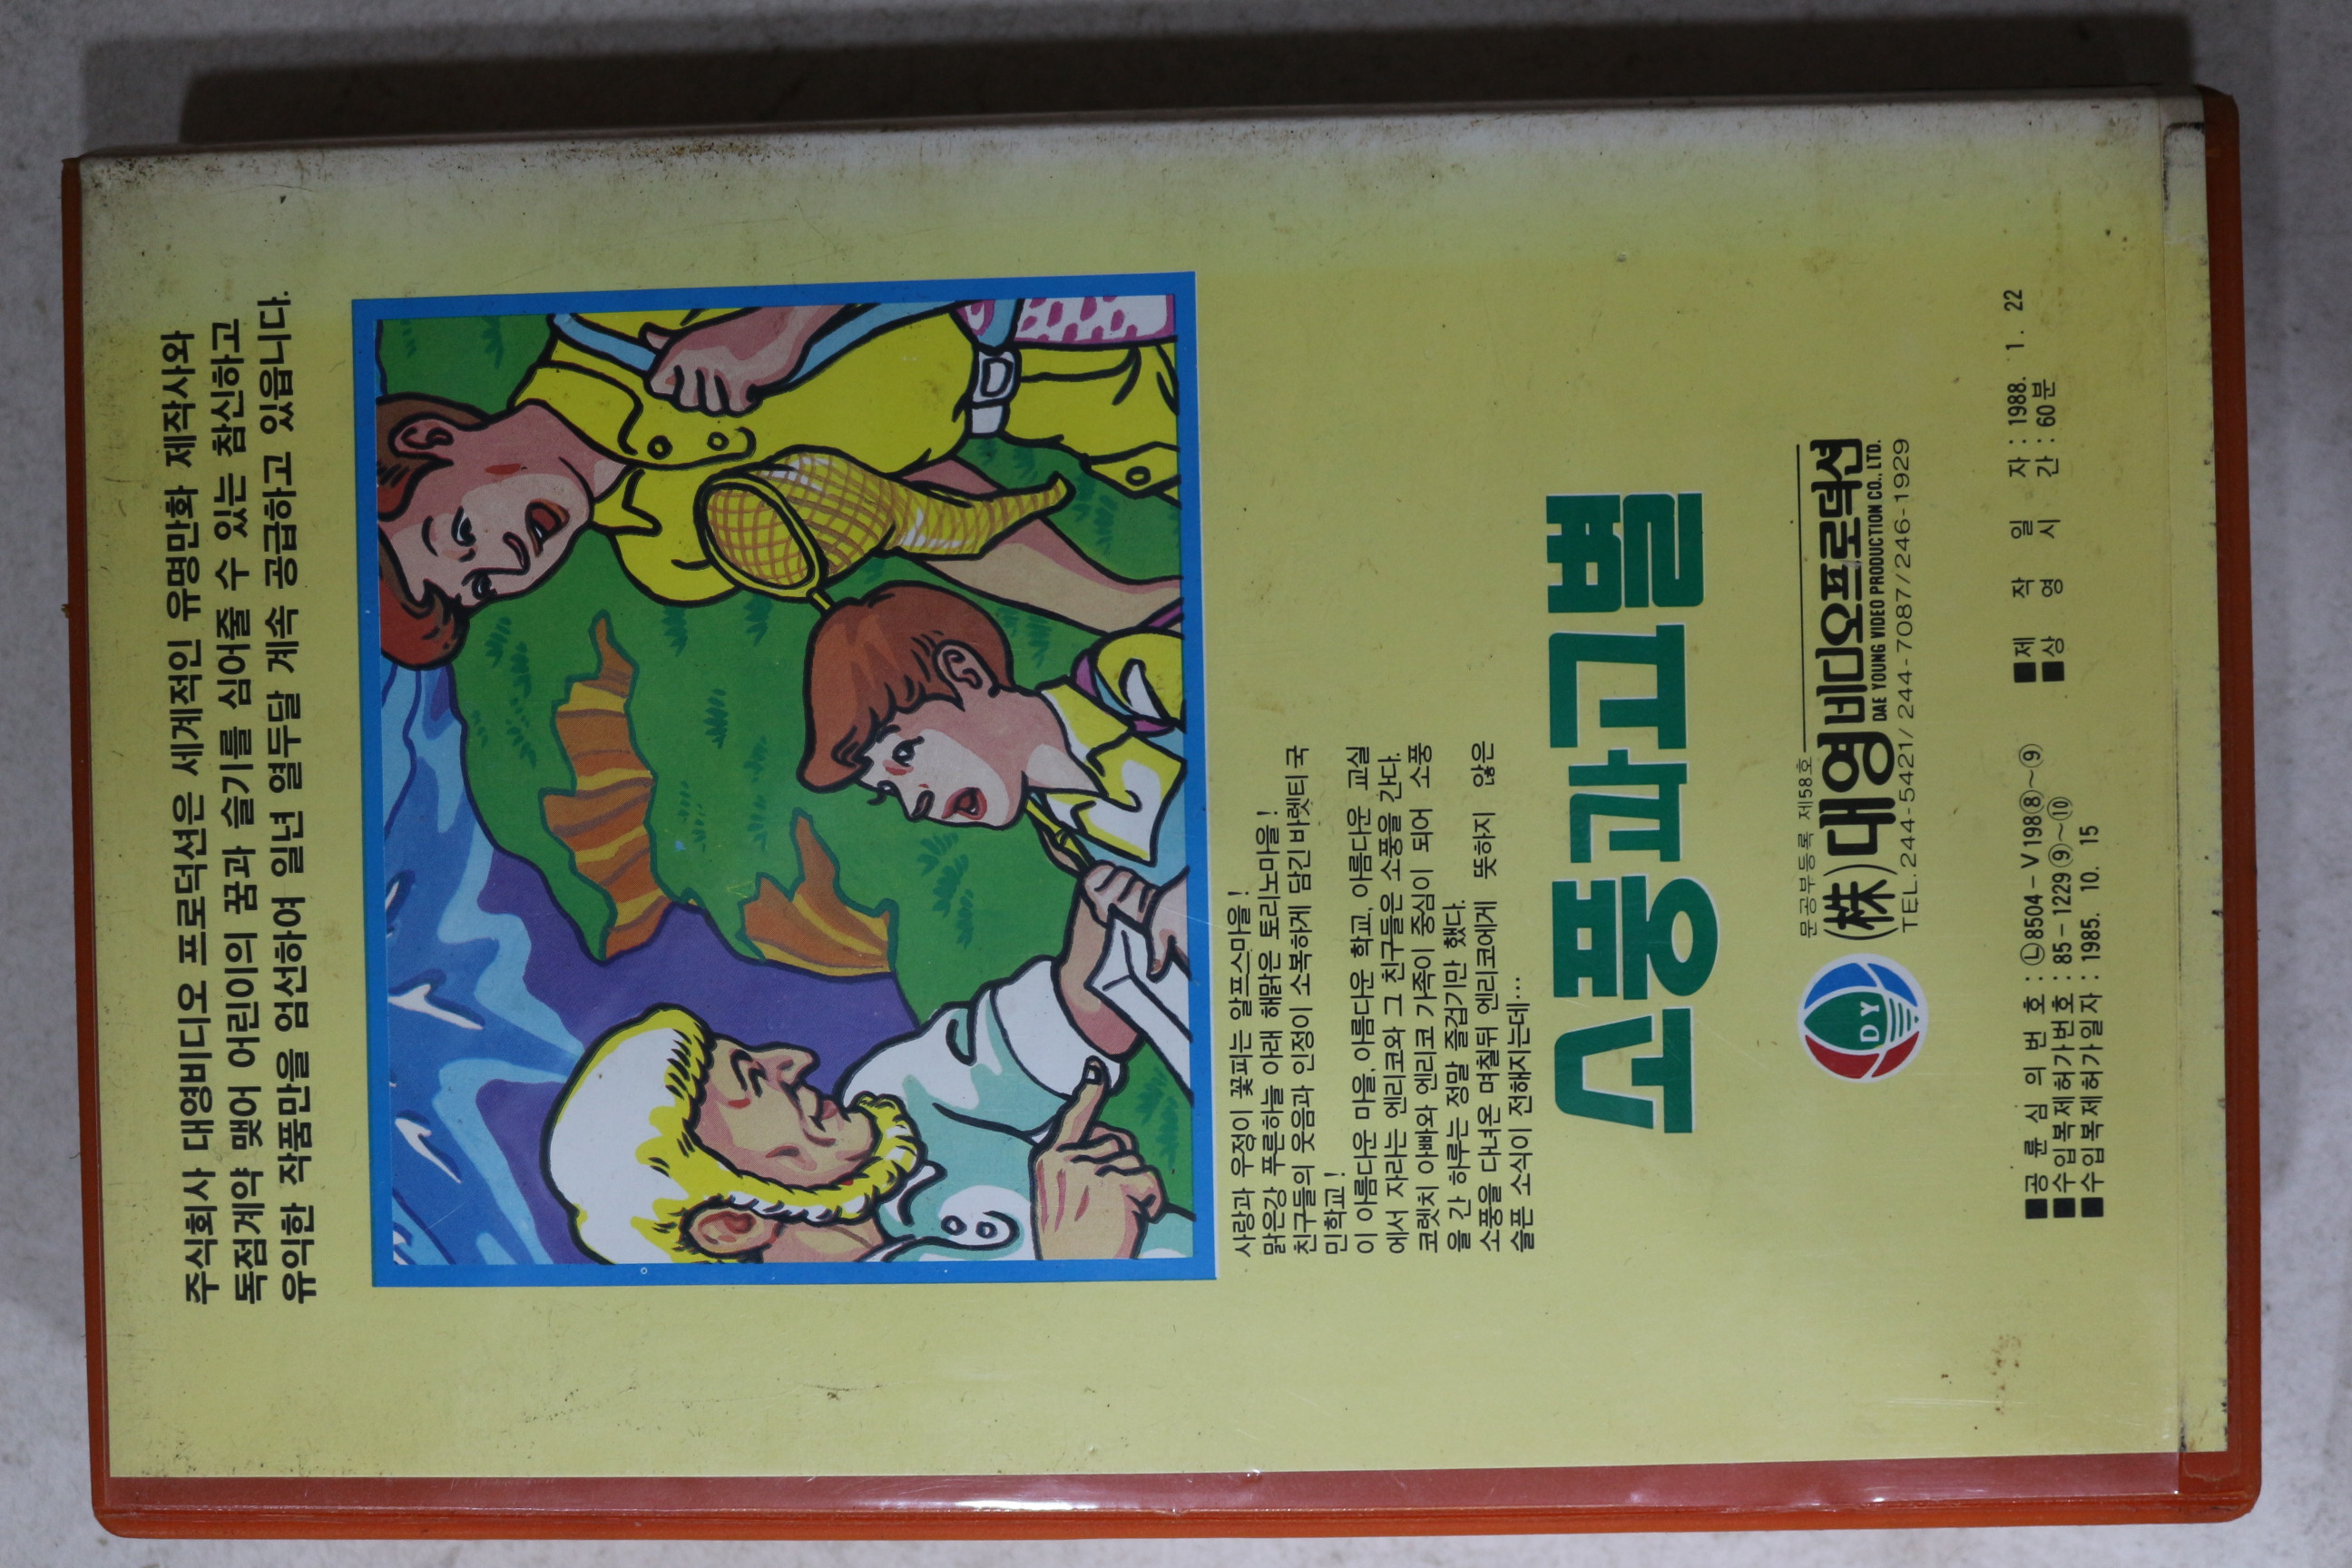 주식회사 대영비디오 프로덕션은 세계적인 유명만화 제작사와
독점계약 맺어 어린이의 꿈과 슬기를 심어줄 수 있는 참신하고
유익한 작품만을 엄선하여 일년 열두달 계속 공급하고 있읍니다.
사랑과 우정이 꽃피는 알프스마을!
맑은강 푸른하늘 아래 해맑은 토리노마을!
친구들의 웃음과 인정이 소복하게 담긴 바렛티 국
민학교!
이 아름다운 마을, 아름다운 학교, 아름다운 교실
에서 자라는 엔리코와 그 친구들은 소풍을 간다.
코렛치 아빠와 엔리코 가족이 중심이 되어 소풍
을 간 하루는 정말 즐겁기만 했다.
소풍을 다녀온 며칠뒤 엔리코에게 뜻하지 않은
슬픈 소식이 전해지는데…
소풍과고별
문공부등록 제58호
DY
(株)대영비디오프로덕션
DAE YOUNG VIDEO PRODUCTION CO., LTD.
TEL. 244-5421/ 244-7087/246-1929
■공 륜 심 의 번 호 : Ⓛ8504-V198⑧~⑨
■수입복제허가번호 : 85-1229⑨~⑩
■수입복제허가일자 : 1985. 10. 15
■제 작 일 자 : 1988. 1. 22
■상 영 시 간 : 60분